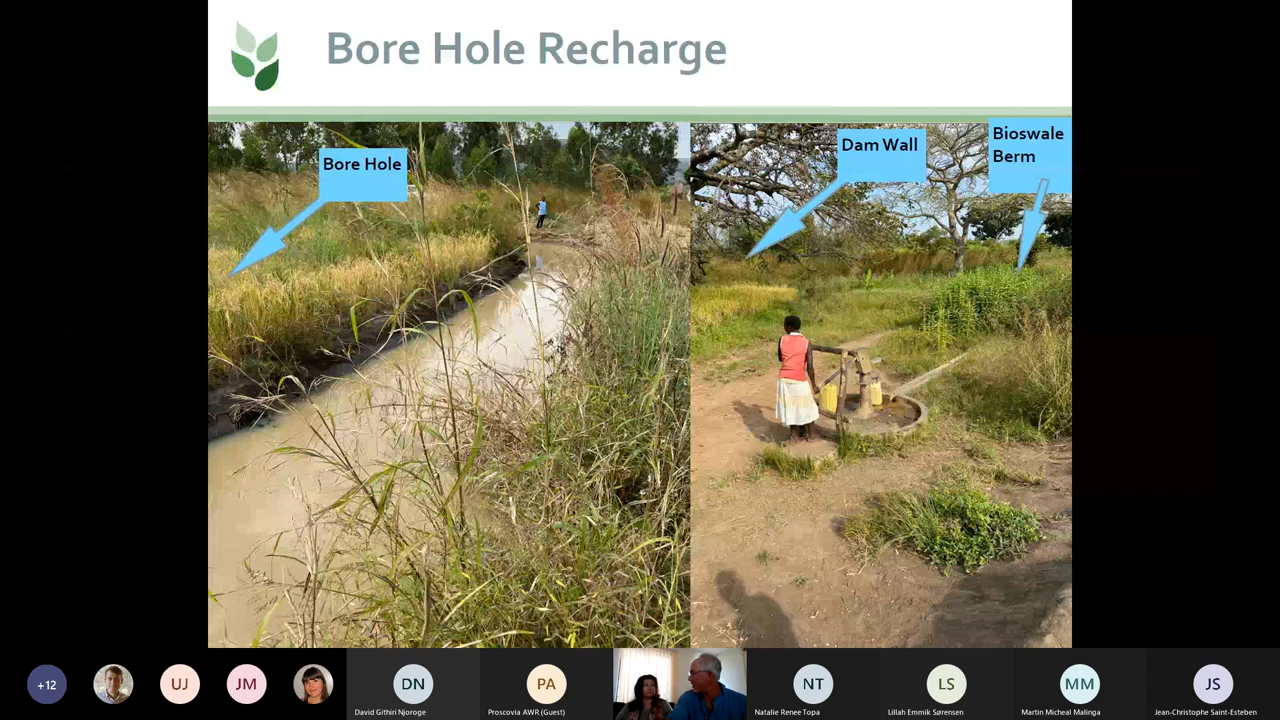 Bore Hole Recharge
Bore Hole
Dam Wall
Bioswale
Berm
+12
UJ
JM
DN
David Githiri Njoroge
PA
Proscovia AWR (Guest)
NT
Natalie Renee Topa
LS
Lillah Emmik Sørensen
MM
Martin Micheal Malinga
JS
Jean-Christophe Saint-Esteben